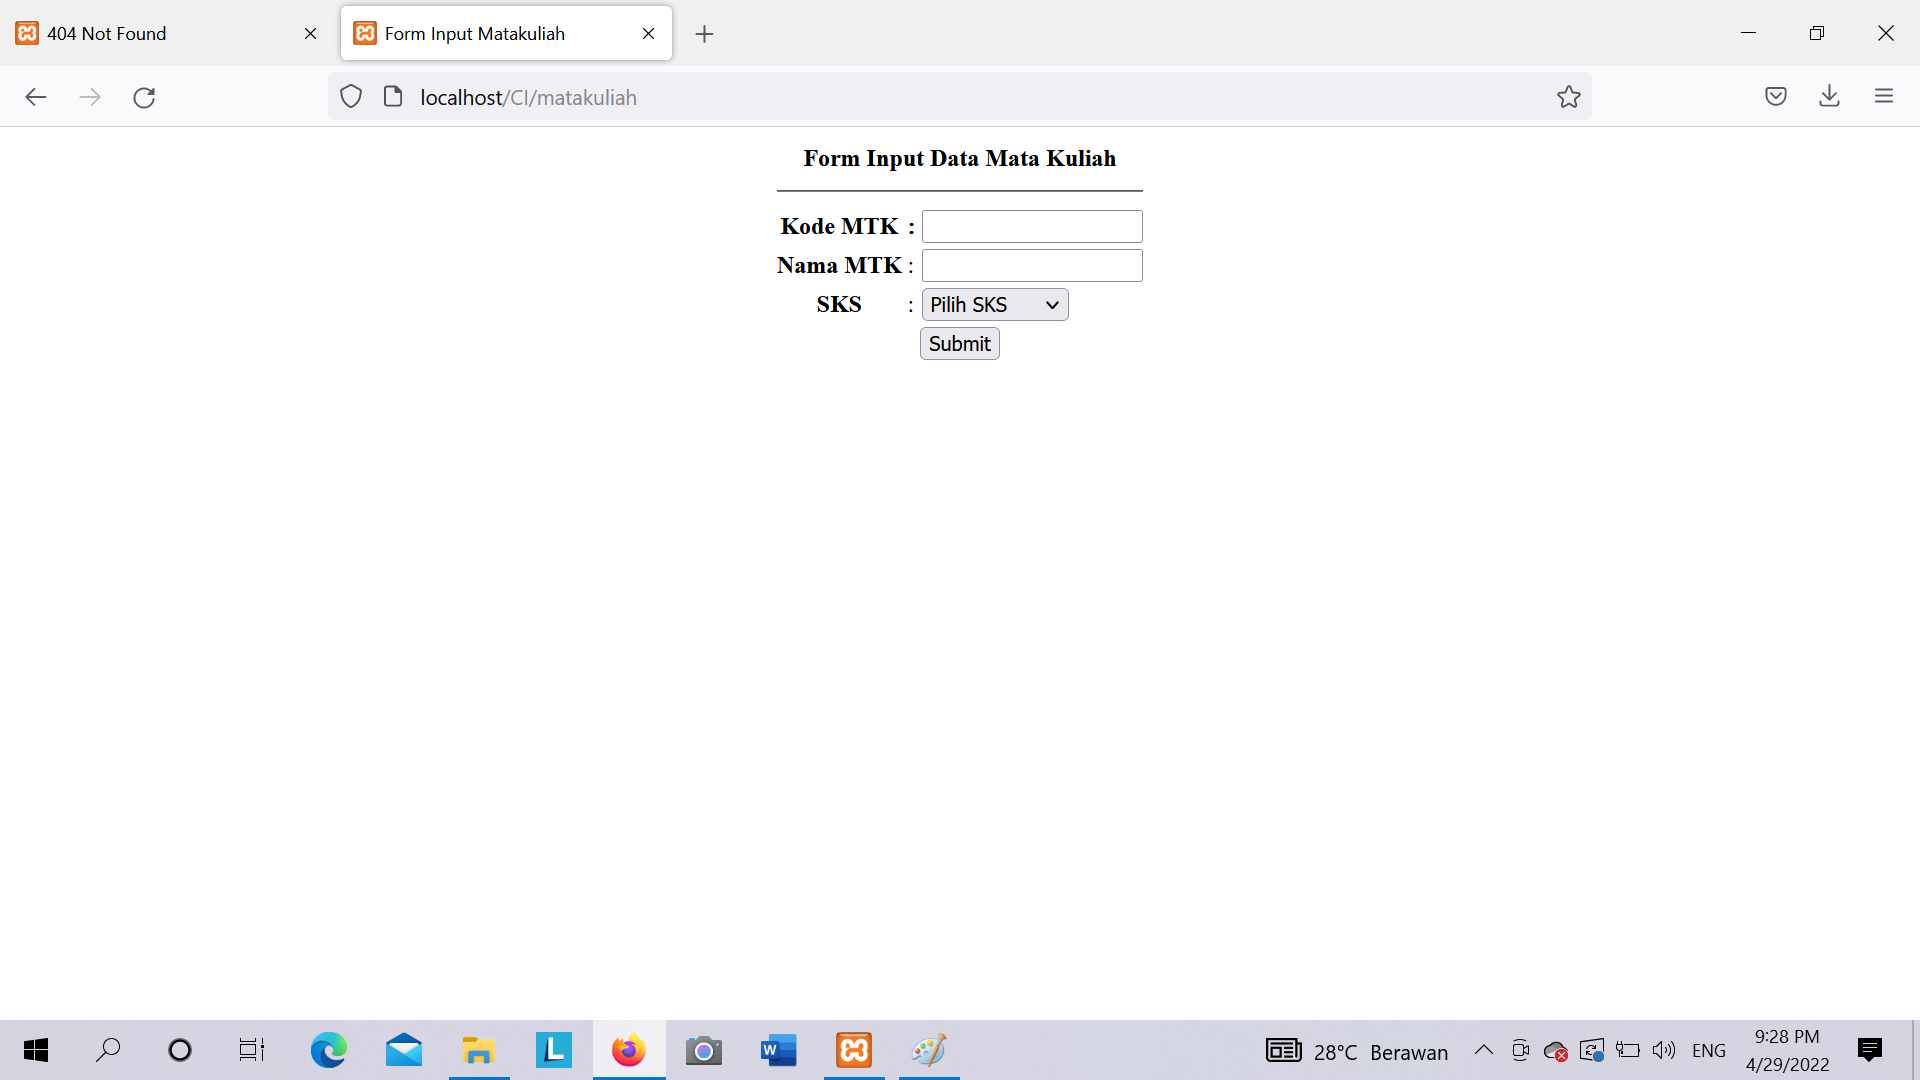 404 Not Found
Form Input Matakuliah
localhost/CI/matakuliah
Form Input Data Mata Kuliah
Kode MTK :
Nama MTK :
SKS : Pilih SKS
Submit
28°C Berawan
ENG
9:28 PM
4/29/2022